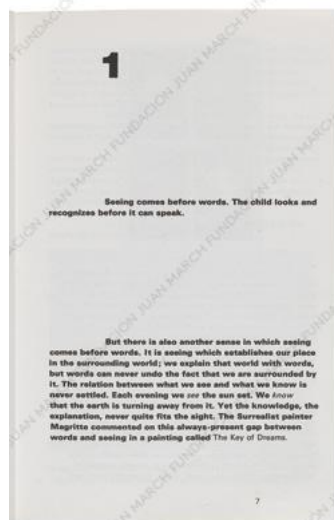 1
Seeing comes before words. The child looks and
recognizes before it can speak.
But there is also another sense in which seeing
comes before words. It is seeing which establishes our place
in the surrounding world; we explain that world with words,
but words can never undo the fact that we are surrounded by
it. The relation between what we see and what we know is
never settled. Each evening we see the sun set. We know
that the earth is turning away from it. Yet the knowledge, the
explanation, never quite fits the sight. The Surrealist painter
Magritte commented on this always-present gap between
words and seeing in a painting called The Key of Dreams.
7
FUNDACIÓN JUAN MARCH